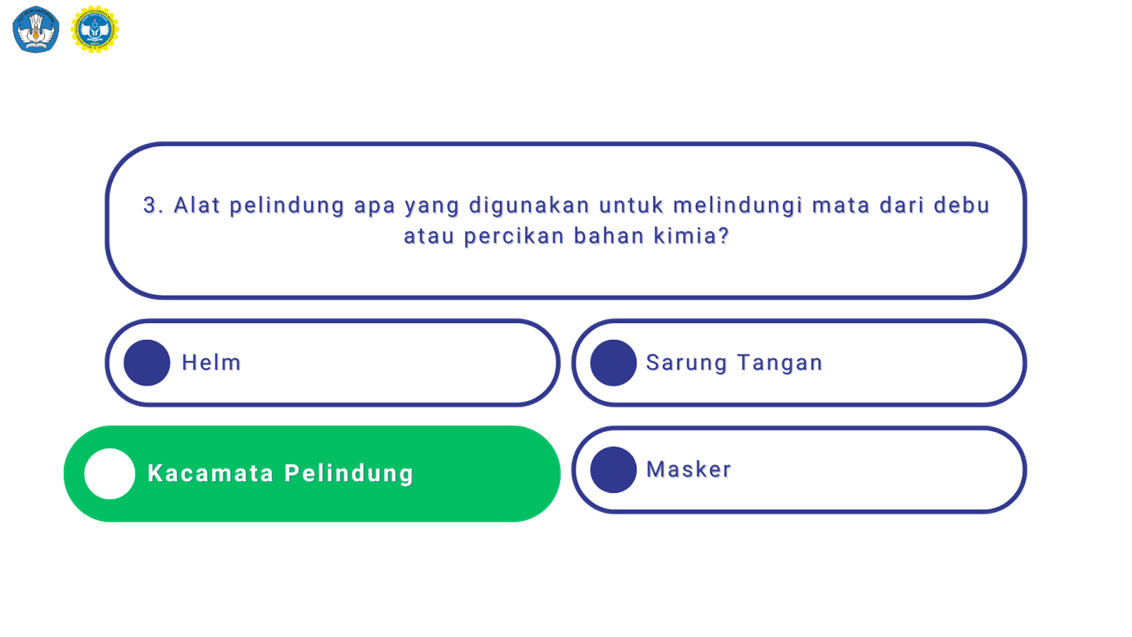 3. Alat pelindung apa yang digunakan untuk melindungi mata dari debu
atau percikan bahan kimia?
Helm
Sarung Tangan
Kacamata Pelindung
Masker